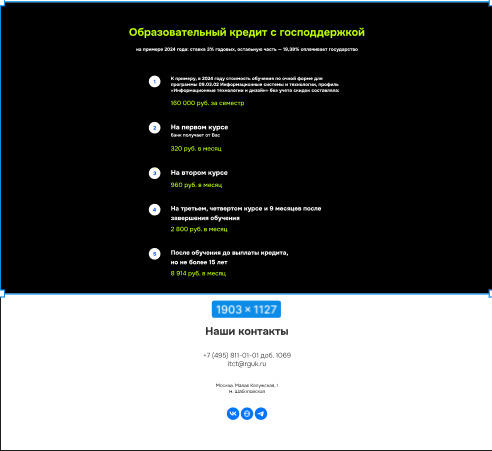 Образовательный кредит с господдержкой
на примере 2024 года: ставка 3% годовых, остальную часть — 19,38% оплачивает государство
1
К примеру, в 2024 году стоимость обучения по очной форме для
программы 09.03.02 Информационные системы и технологии, профиль
«Информационные технологии в дизайне» без учета скидок составляла:
160 000 руб. за семестр
2
На первом курсе
банк получает от Вас
320 руб. в месяц
3
На втором курсе
960 руб. в месяц
4
На третьем, четвертом курсе и 9 месяцев после
завершения обучения
2 800 руб. в месяц
5
После обучения до выплаты кредита,
но не более 15 лет
8 914 руб. в месяц
1903 × 1127
Наши контакты
+7 (495) 811-01-01 доб. 1069
itct@rguk.ru
Москва, Малая Калужская, 1
м. Шаболовская